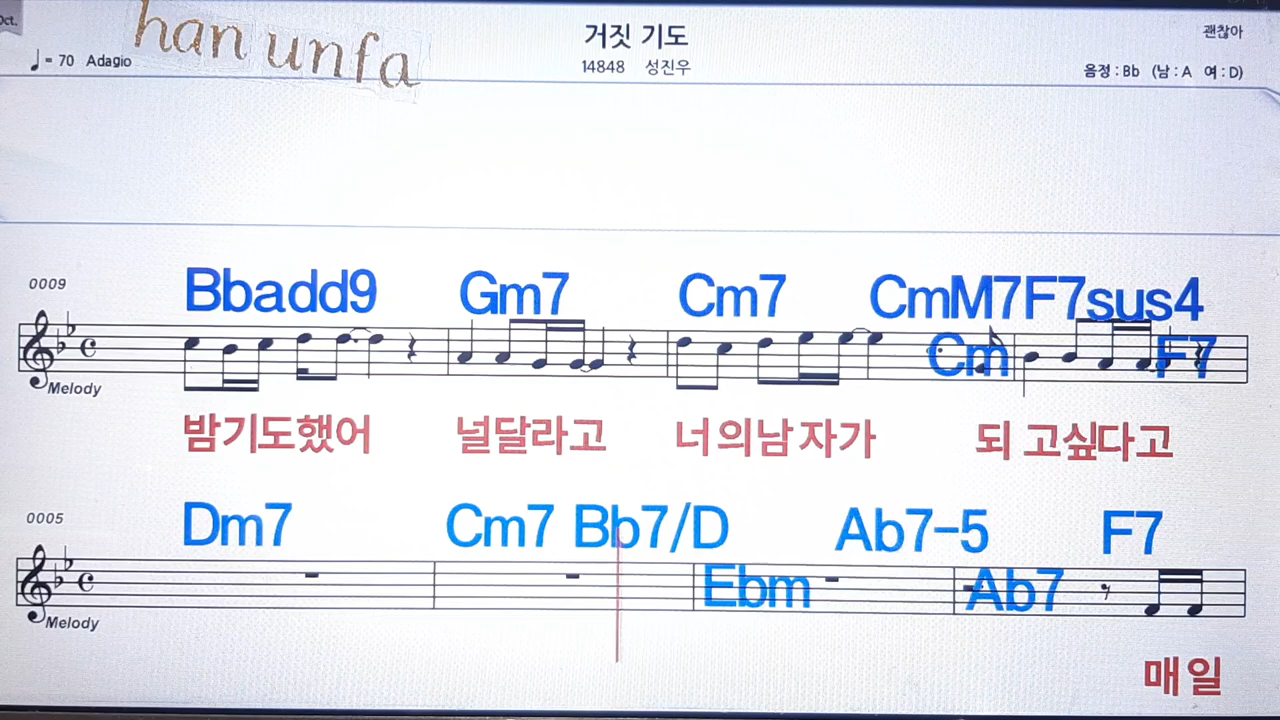 Oct.
han unfa
♩= 70 Adagio
거짓 기도
14848 성진우
괜찮아
음정 : Bb (남 : A 여 : D)
0009
Bbadd9 Gm7 Cm7 CmM7F7sus4
Cm F7
Melody
밤기도했어 널달라고 너의남자가 되고싶다고
0005
Dm7 Cm7 Bb7/D Ab7-5 F7
Ebm Ab7
Melody
매일